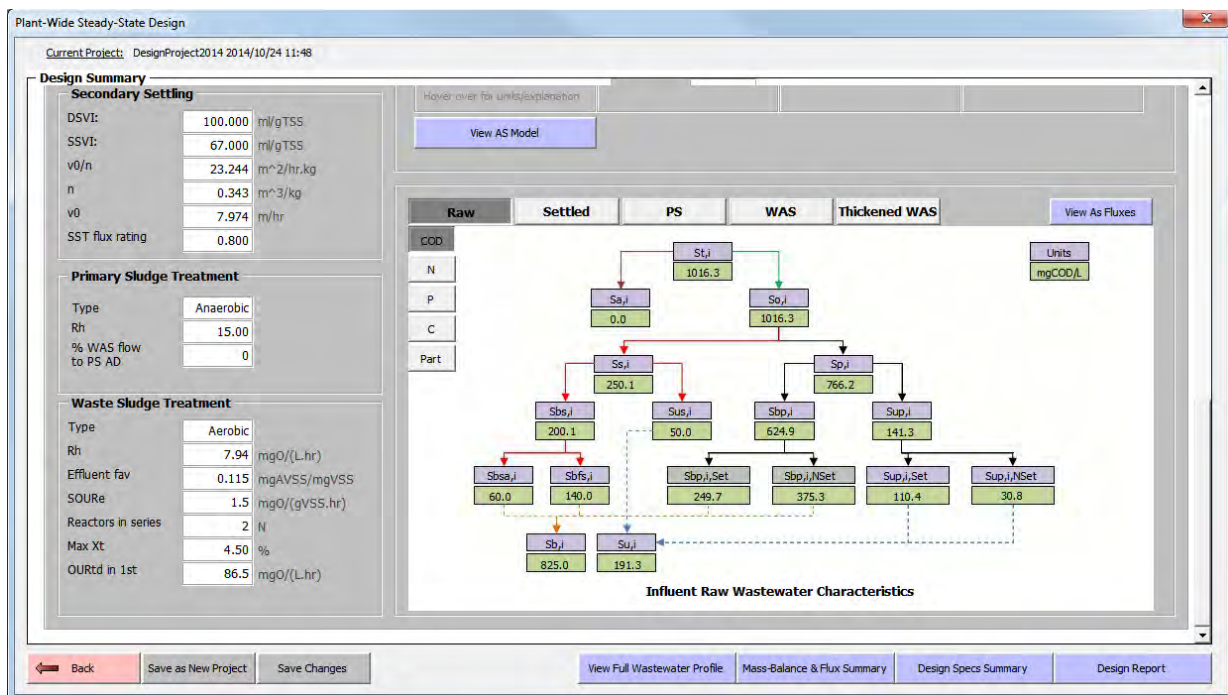 Plant-Wide Steady-State Design
X
Current Project: DesignProject2014 2014/10/24 11:48
Design Summary
Secondary Settling
DSVI: 100.000 ml/gTSS
SSVI: 67.000 ml/gTSS
v0/n 23.244 m^2/hr.kg
n 0.343 m^3/kg
v0 7.974 m/hr
SST flux rating 0.800
Primary Sludge Treatment
Type Anaerobic
Rh 15.00
% WAS flow
to PS AD 0
Waste Sludge Treatment
Type Aerobic
Rh 7.94 mgO/(L.hr)
Effluent fav 0.115 mgAVSS/mgVSS
SOURe 1.5 mgO/(gVSS.hr)
Reactors in series 2 N
Max Xt 4.50 %
OURtd in 1st 86.5 mgO/(L.hr)
Hover over for units/explanation
View AS Model
Raw Settled PS WAS Thickened WAS View As Fluxes
COD
N
P
C
Part
St,i
1016.3
Units
mgCOD/L
Sa,i So,i
0.0 1016.3
Ss,i Sp,i
250.1 766.2
Sbs,i Sus,i Sbp,i Sup,i
200.1 50.0 624.9 141.3
Sbsa,i Sbfs,i Sbp,i,Set Sbp,i,NSet Sup,i,Set Sup,i,NSet
60.0 140.0 249.7 375.3 110.4 30.8
Sb,i Su,i
825.0 191.3
Influent Raw Wastewater Characteristics
Back Save as New Project Save Changes View Full Wastewater Profile Mass-Balance & Flux Summary Design Specs Summary Design Report